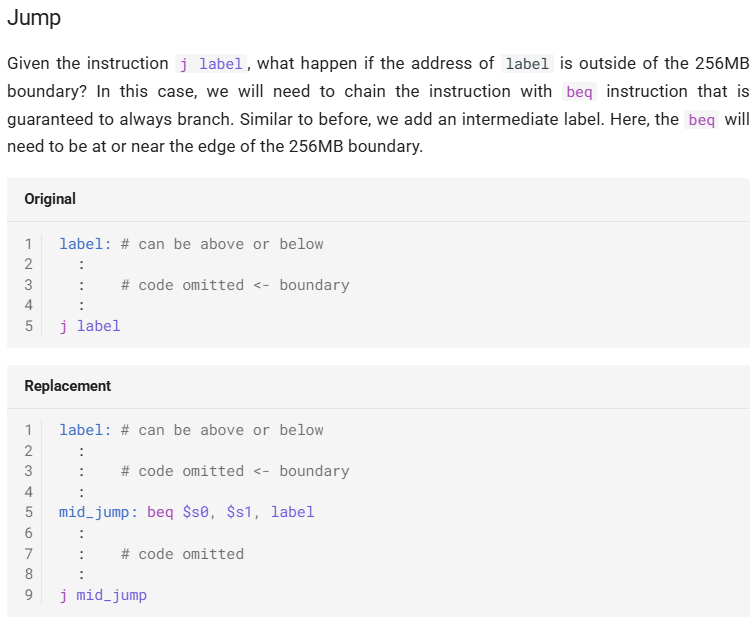 Jump
Given the instruction j label, what happen if the address of label is outside of the 256MB
boundary? In this case, we will need to chain the instruction with beq instruction that is
guaranteed to always branch. Similar to before, we add an intermediate label. Here, the beq will
need to be at or near the edge of the 256MB boundary.
Original
1 label: # can be above or below
2 :
3 : # code omitted <- boundary
4 :
5 j label
Replacement
1 label: # can be above or below
2 :
3 : # code omitted <- boundary
4 :
5 mid_jump: beq $s0, $s1, label
6 :
7 : # code omitted
8 :
9 j mid_jump